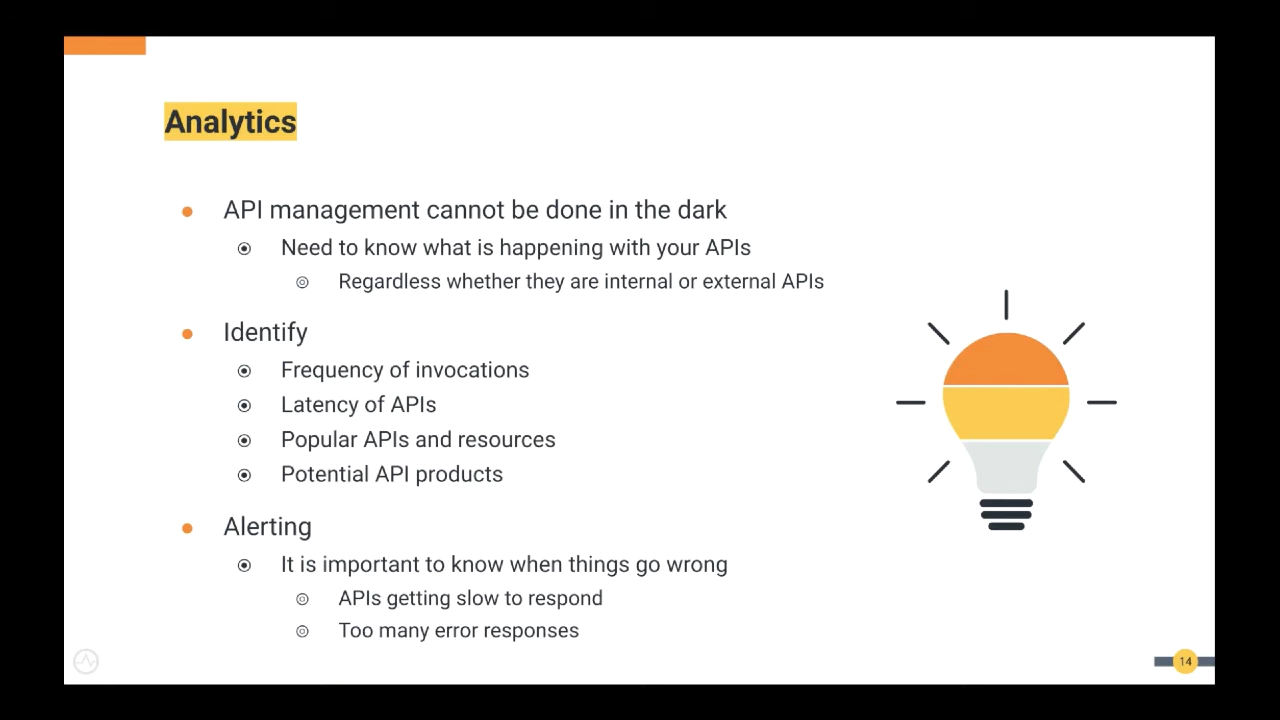 Analytics
API management cannot be done in the dark
Need to know what is happening with your APIs
Regardless whether they are internal or external APIs
Identify
Frequency of invocations
Latency of APIs
Popular APIs and resources
Potential API products
Alerting
It is important to know when things go wrong
APIs getting slow to respond
Too many error responses
14